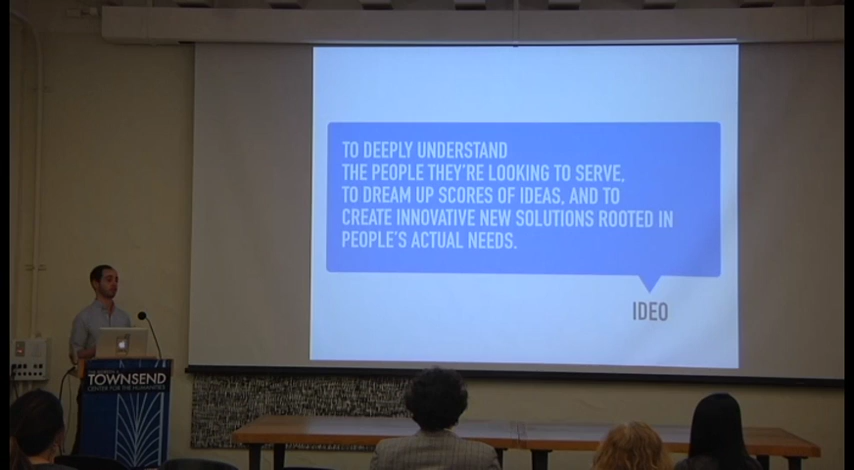 TO DEEPLY UNDERSTAND
THE PEOPLE THEY'RE LOOKING TO SERVE,
TO DREAM UP SCORES OF IDEAS, AND TO
CREATE INNOVATIVE NEW SOLUTIONS ROOTED IN
PEOPLE'S ACTUAL NEEDS.
IDEO
TOWNSEND
CENTER FOR THE HUMANITIES